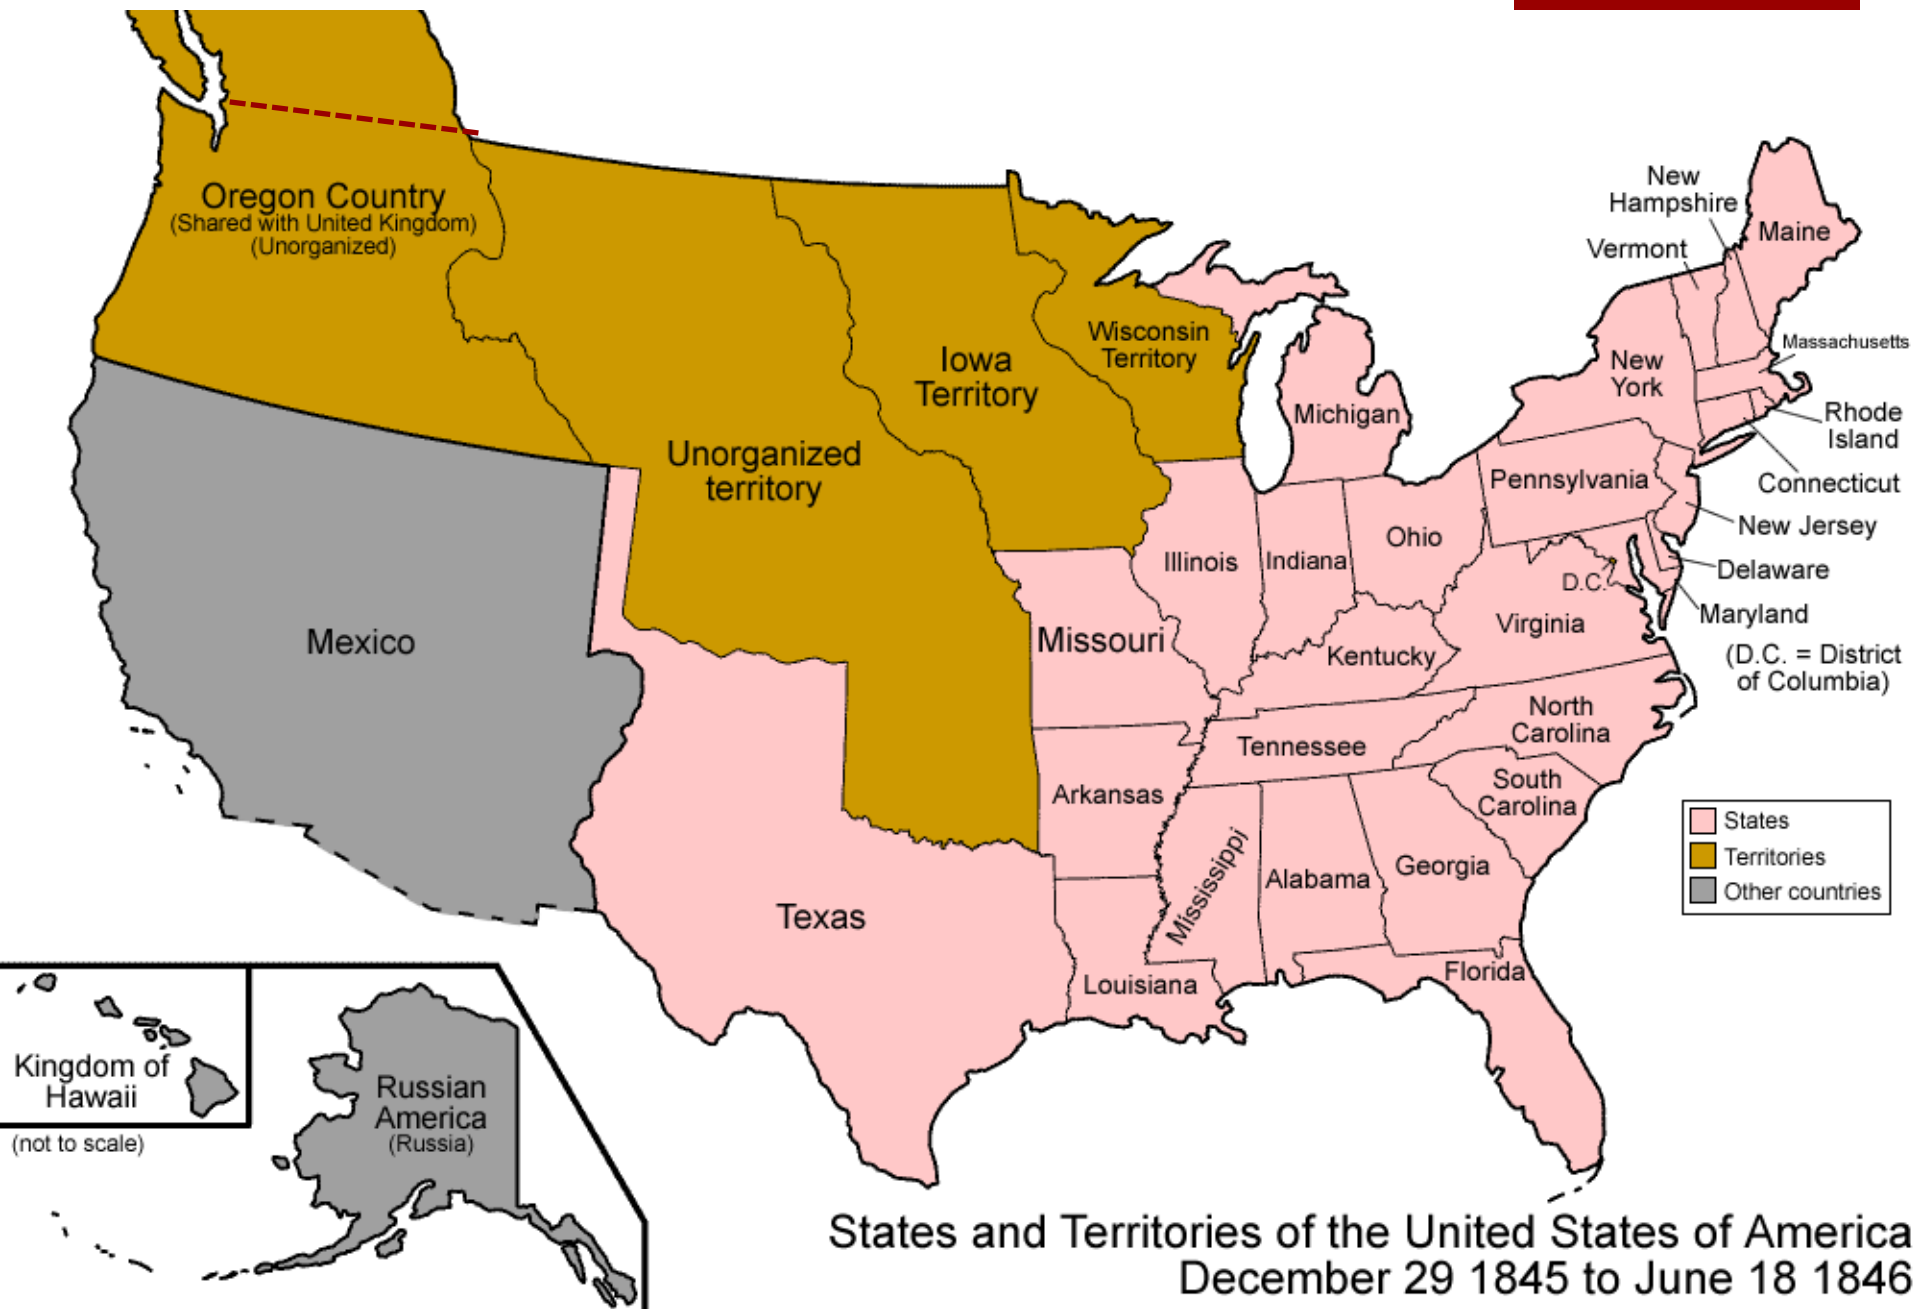 Oregon Country
(Shared with United Kingdom)
(Unorganized)
New
Hampshire
Maine
Vermont
Wisconsin
Territory
Iowa
Territory
Massachusetts
New
York
Michigan
Rhode
Island
Unorganized
territory
Pennsylvania
Connecticut
New Jersey
Ohio
Illinois
Indiana
D.C.
Delaware
Maryland
Virginia
Mexico
Missouri
Kentucky
(D.C. = District
of Columbia)
North
Carolina
Tennessee
Arkansas
South
Carolina
States
Territories
Other countries
Mississippi
Alabama
Georgia
Texas
Louisiana
Florida
Kingdom of
Hawaii
(not to scale)
Russian
America
(Russia)
States and Territories of the United States of America
December 29 1845 to June 18 1846